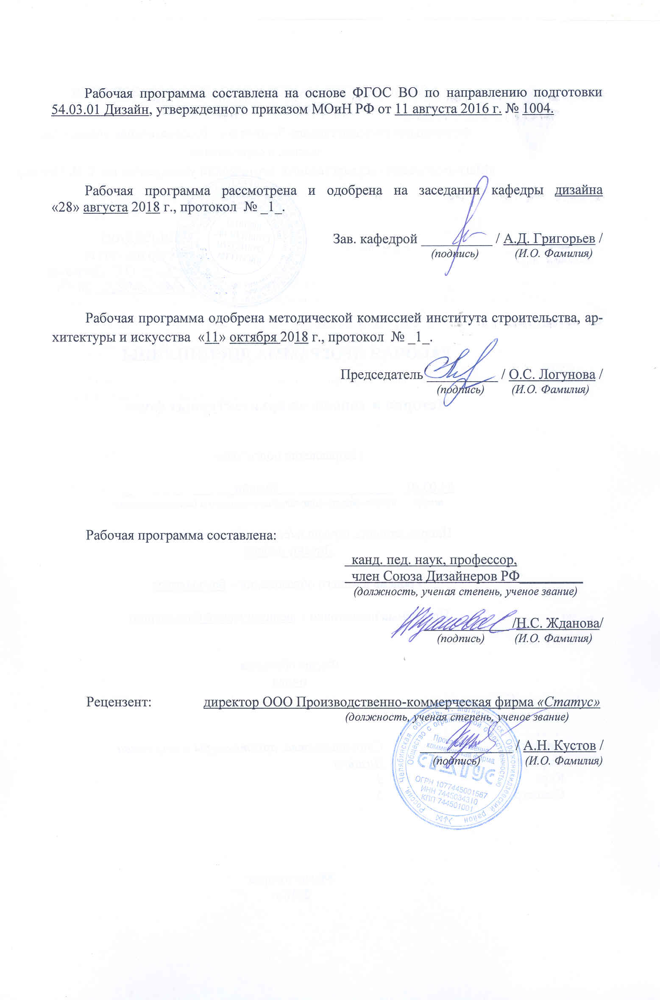 Рабочая программа составлена на основе ФГОС ВО по направлению подготовки
54.03.01 Дизайн, утвержденного приказом МОиН РФ от 11 августа 2016 г. № 1004.
Рабочая программа рассмотрена и одобрена на заседании кафедры дизайна
«28» августа 2018 г., протокол № _1_.
Зав. кафедрой __________ / А.Д. Григорьев /
(подпись) (И.О. Фамилия)
Рабочая программа одобрена методической комиссией института строительства, ар-
хитектуры и искусства «11» октября 2018 г., протокол № _1_.
Председатель __________ / О.С. Логунова /
(подпись) (И.О. Фамилия)
Рабочая программа составлена:
канд. пед. наук, профессор,
член Союза Дизайнеров РФ_________
(должность, ученая степень, ученое звание)
____________/Н.С. Жданова/
(подпись) (И.О. Фамилия)
Рецензент: директор ООО Производственно-коммерческая фирма «Статус»
(должность, ученая степень, ученое звание)
_____________ / А.Н. Кустов /
(подпись) (И.О. Фамилия)
Россия, Челябинская область, г. Магнитогорск, Орджоникидзевский район
Общество с ограниченной ответственностью
Производственно-
коммерческая фирма
СТАТУС
ОГРН 1077445001567
ИНН 7445034310
КПП 744501001